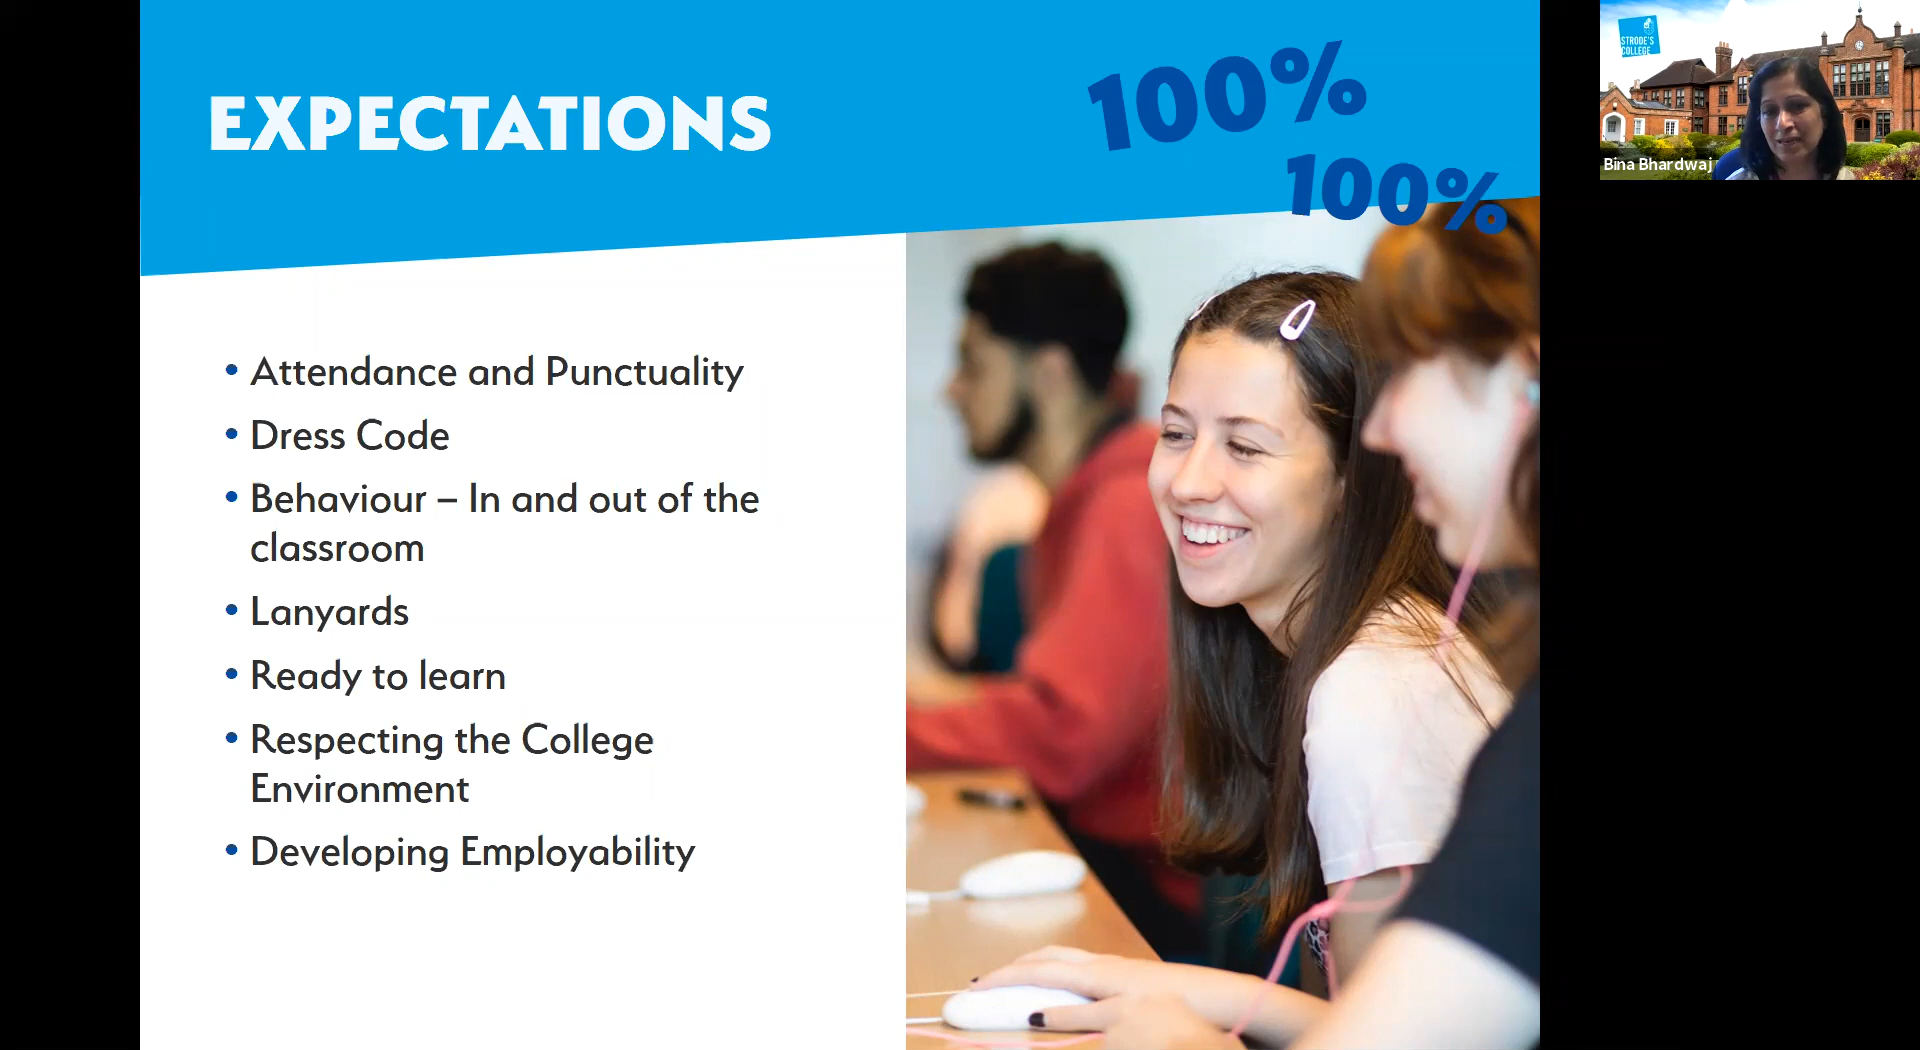 EXPECTATIONS
100%
100%
• Attendance and Punctuality
• Dress Code
• Behaviour – In and out of the
classroom
• Lanyards
• Ready to learn
• Respecting the College
Environment
• Developing Employability
STRODE'S
COLLEGE
Bina Bhardwaj